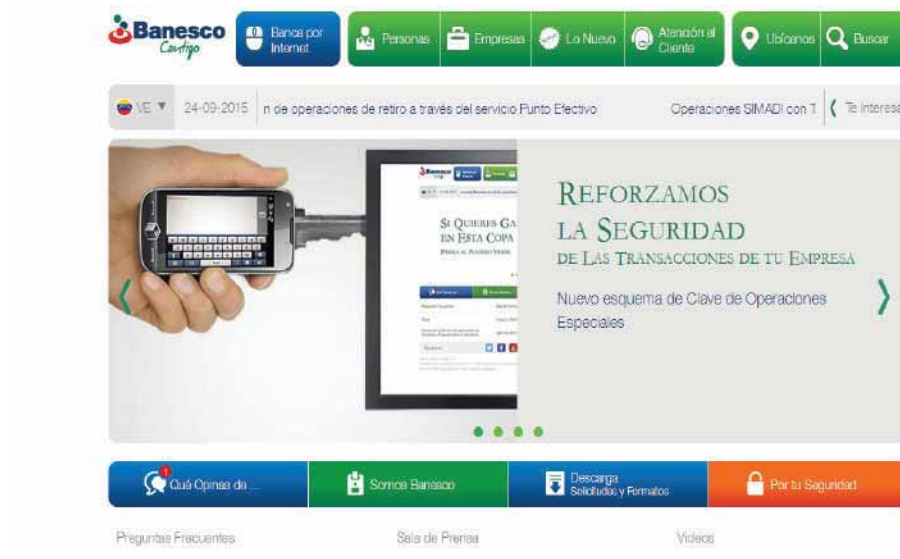 Banesco
Contigo
Banca por
Internet
Personas
Empresas
Lo Nuevo
Atención al
Cliente
Ubícanos
Buscar
VE ▼
24-09-2015
n de operaciones de retiro a través del servicio Punto Efectivo
Operaciones SIMADI con T
Te Interesa
Banesco
SI QUIERES GA
EN ESTA COPA
REFORZAMOS
LA SEGURIDAD
DE LAS TRANSACCIONES DE TU EMPRESA
Nuevo esquema de Clave de Operaciones
Especiales
1
Qué Opinas de ...
Somos Banesco
Descarga
Solicitudes y Formatos
Por tu Seguridad
Preguntas Frecuentes
Sala de Prensa
Videos